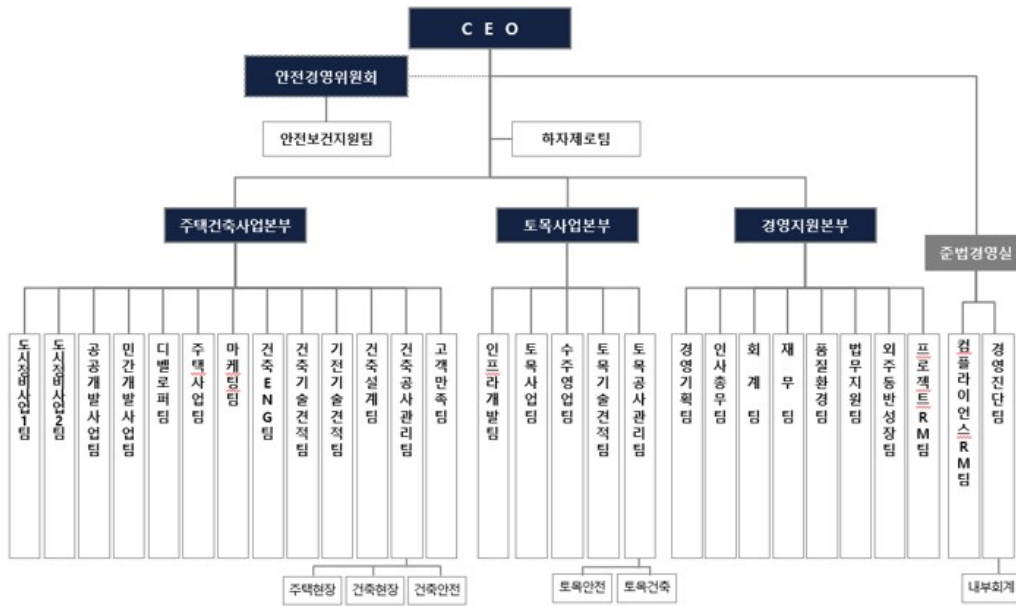 C E O
안전경영위원회
안전보건지원팀
하자제로팀
주택건축사업본부
토목사업본부
경영지원본부
준법경영실
도시정비사업1팀
도시정비사업2팀
공공개발사업팀
민간개발사업팀
디벨로퍼팀
주택사업팀
마케팅팀
건축ENG팀
건축기술견적팀
기전기술견적팀
건축설계팀
건축공사관리팀
고객만족팀
인프라개발팀
토목사업팀
수주영업팀
토목기술견적팀
토목공사관리팀
경영기획팀
인사총무팀
회 계 팀
재 무 팀
품질환경팀
법무지원팀
외주동반성장팀
프로젝트RM팀
컴플라이언스RM팀
경영진단팀
주택현장
건축현장
건축안전
토목안전
토목건축
내부회계